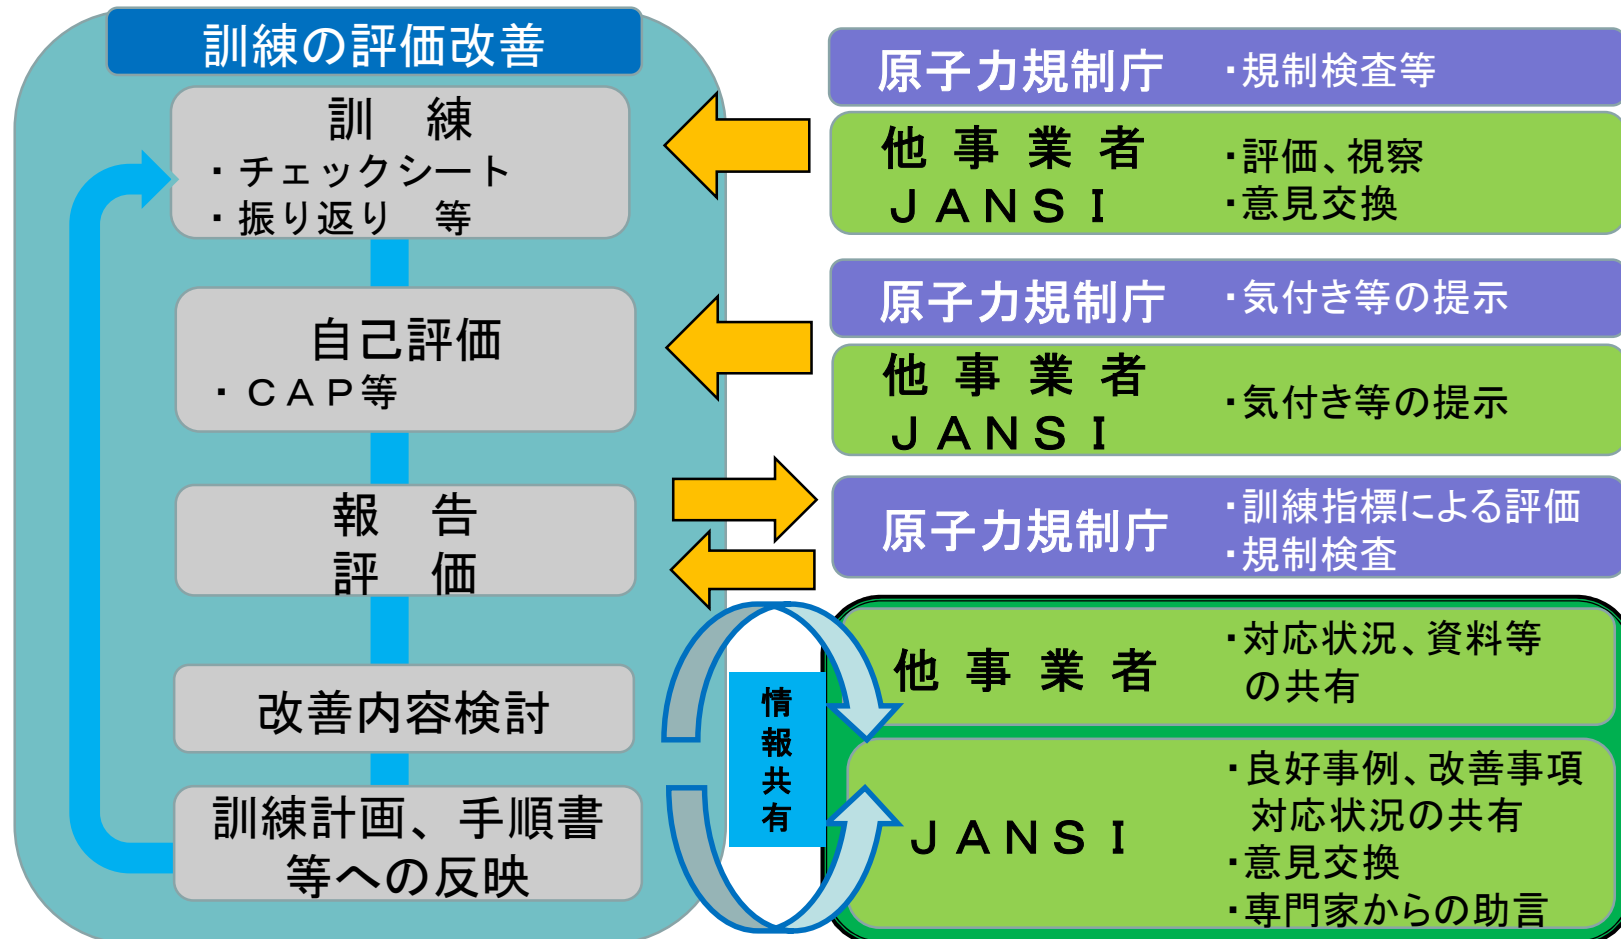 訓練の評価改善
訓　練
・チェックシート
・振り返り　等
自己評価
・ＣＡＰ等
報　告
評　価
改善内容検討
訓練計画、手順書
等への反映
原子力規制庁
・規制検査等
他 事 業 者
ＪＡＮＳＩ
・評価、視察
・意見交換
原子力規制庁
・気付き等の提示
他 事 業 者
ＪＡＮＳＩ
・気付き等の提示
原子力規制庁
・訓練指標による評価
・規制検査
情報共有
他 事 業 者
・対応状況、資料等
の共有
ＪＡＮＳＩ
・良好事例、改善事項
対応状況の共有
・意見交換
・専門家からの助言